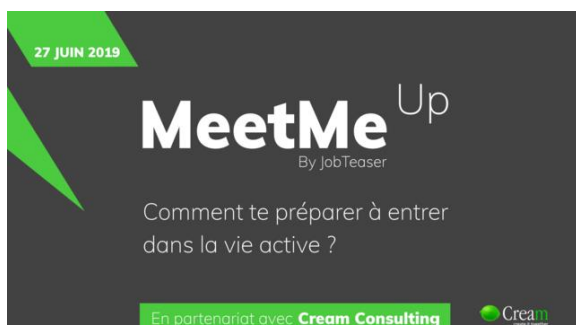 27 JUIN 2019
MeetMe Up
By JobTeaser
Comment te préparer à entrer
dans la vie active ?
En partenariat avec Cream Consulting
Cream